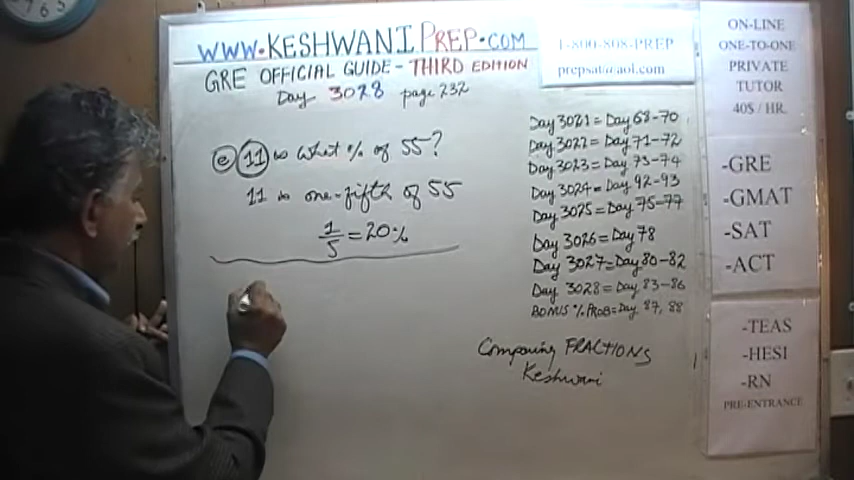 WWW.KESHWANIPREP.COM
GRE OFFICIAL GUIDE - THIRD EDITION
Day 3028 page 232
(e) 11 is what % of 55?
11 is one-fifth of 55
1/5 = 20%
1-800-808-PREP
prepsat@aol.com
Day 3021 = Day 68-70
Day 3022 = Day 71-72
Day 3023 = Day 73-74
Day 3024 = Day 92-93
Day 3025 = Day 75-77
Day 3026 = Day 78
Day 3027 = Day 80-82
Day 3028 = Day 83-86
BONUS % PROB = Day 87, 88
Comparing FRACTIONS
Keshwani
ON-LINE
ONE-TO-ONE
PRIVATE
TUTOR
40$ / HR.
-GRE
-GMAT
-SAT
-ACT
-TEAS
-HESI
-RN
PRE-ENTRANCE
7 6 5